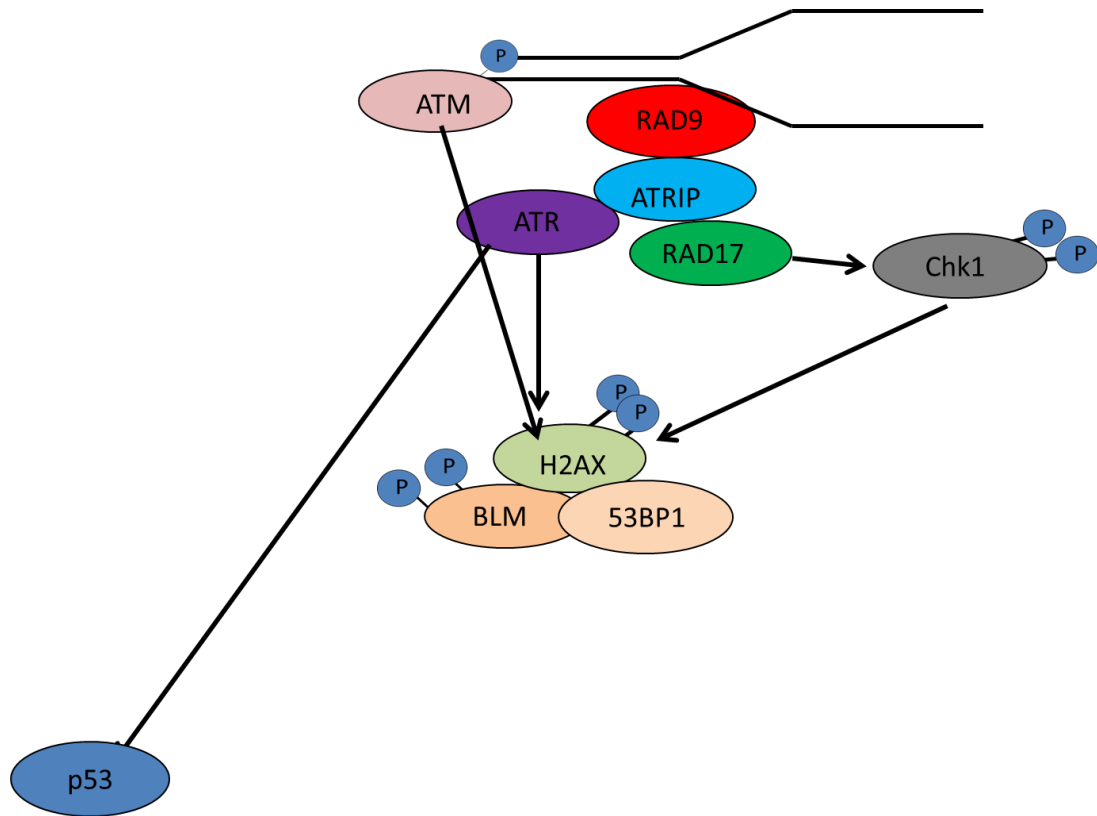 P
ATM
RAD9
ATRIP
ATR
RAD17
P
P
Chk1
P
P
H2AX
P
P
BLM
53BP1
p53